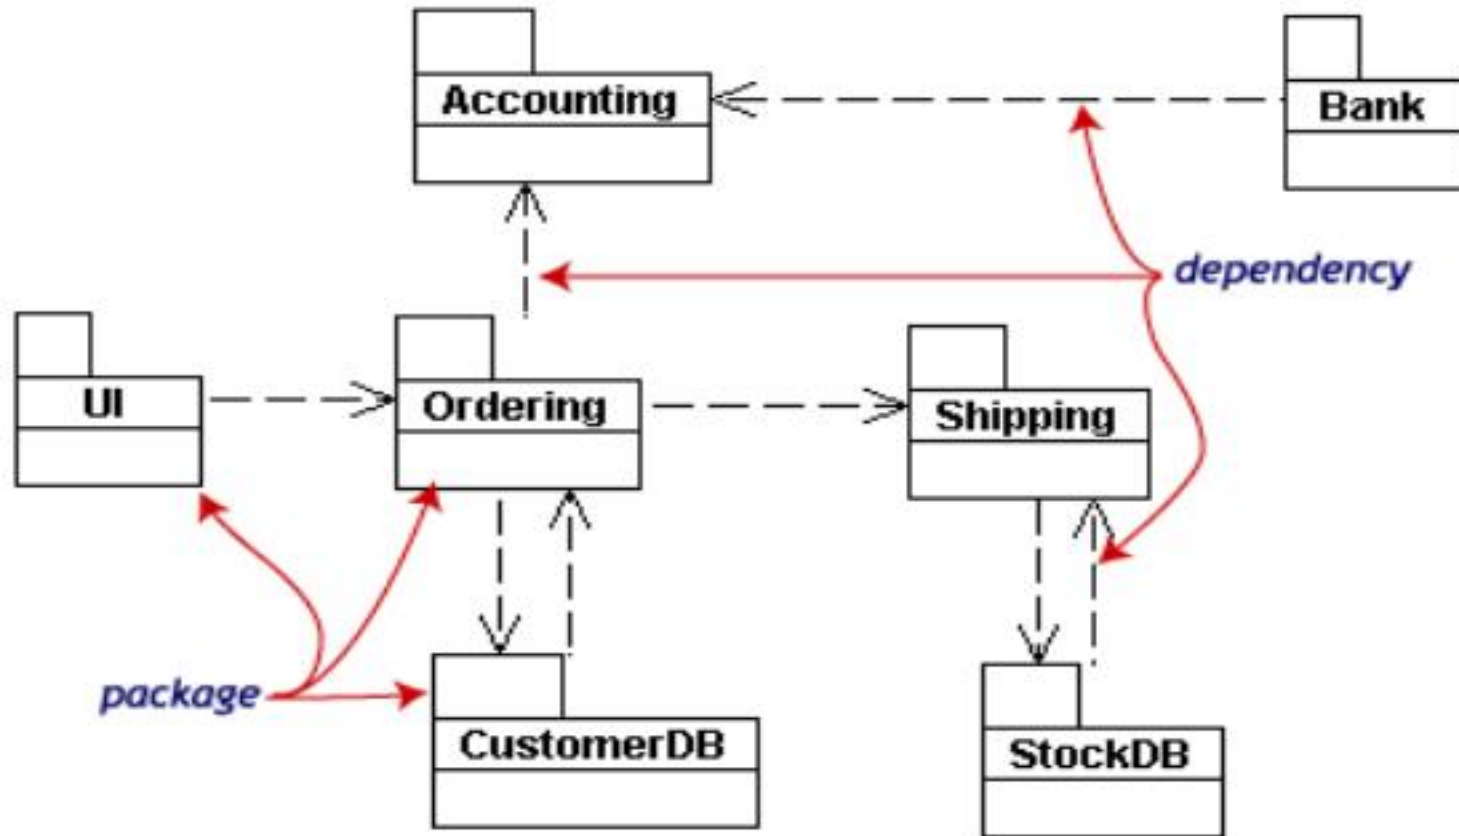 Accounting
Bank
dependency
UI
Ordering
Shipping
package
CustomerDB
StockDB